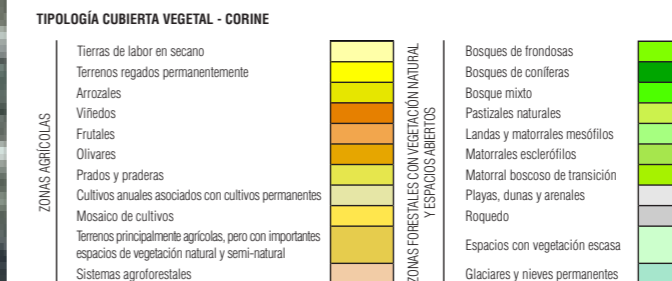 TIPOLOGÍA CUBIERTA VEGETAL - CORINE
ZONAS AGRÍCOLAS
Tierras de labor en secano
Terrenos regados permanentemente
Arrozales
Viñedos
Frutales
Olivares
Prados y praderas
Cultivos anuales asociados con cultivos permanentes
Mosaico de cultivos
Terrenos principalmente agrícolas, pero con importantes
espacios de vegetación natural y semi-natural
Sistemas agroforestales
ZONAS FORESTALES CON VEGETACIÓN NATURAL
Y ESPACIOS ABIERTOS
Bosques de frondosas
Bosques de coníferas
Bosque mixto
Pastizales naturales
Landas y matorrales mesófilos
Matorrales esclerófilos
Matorral boscoso de transición
Playas, dunas y arenales
Roquedo
Espacios con vegetación escasa
Glaciares y nieves permanentes